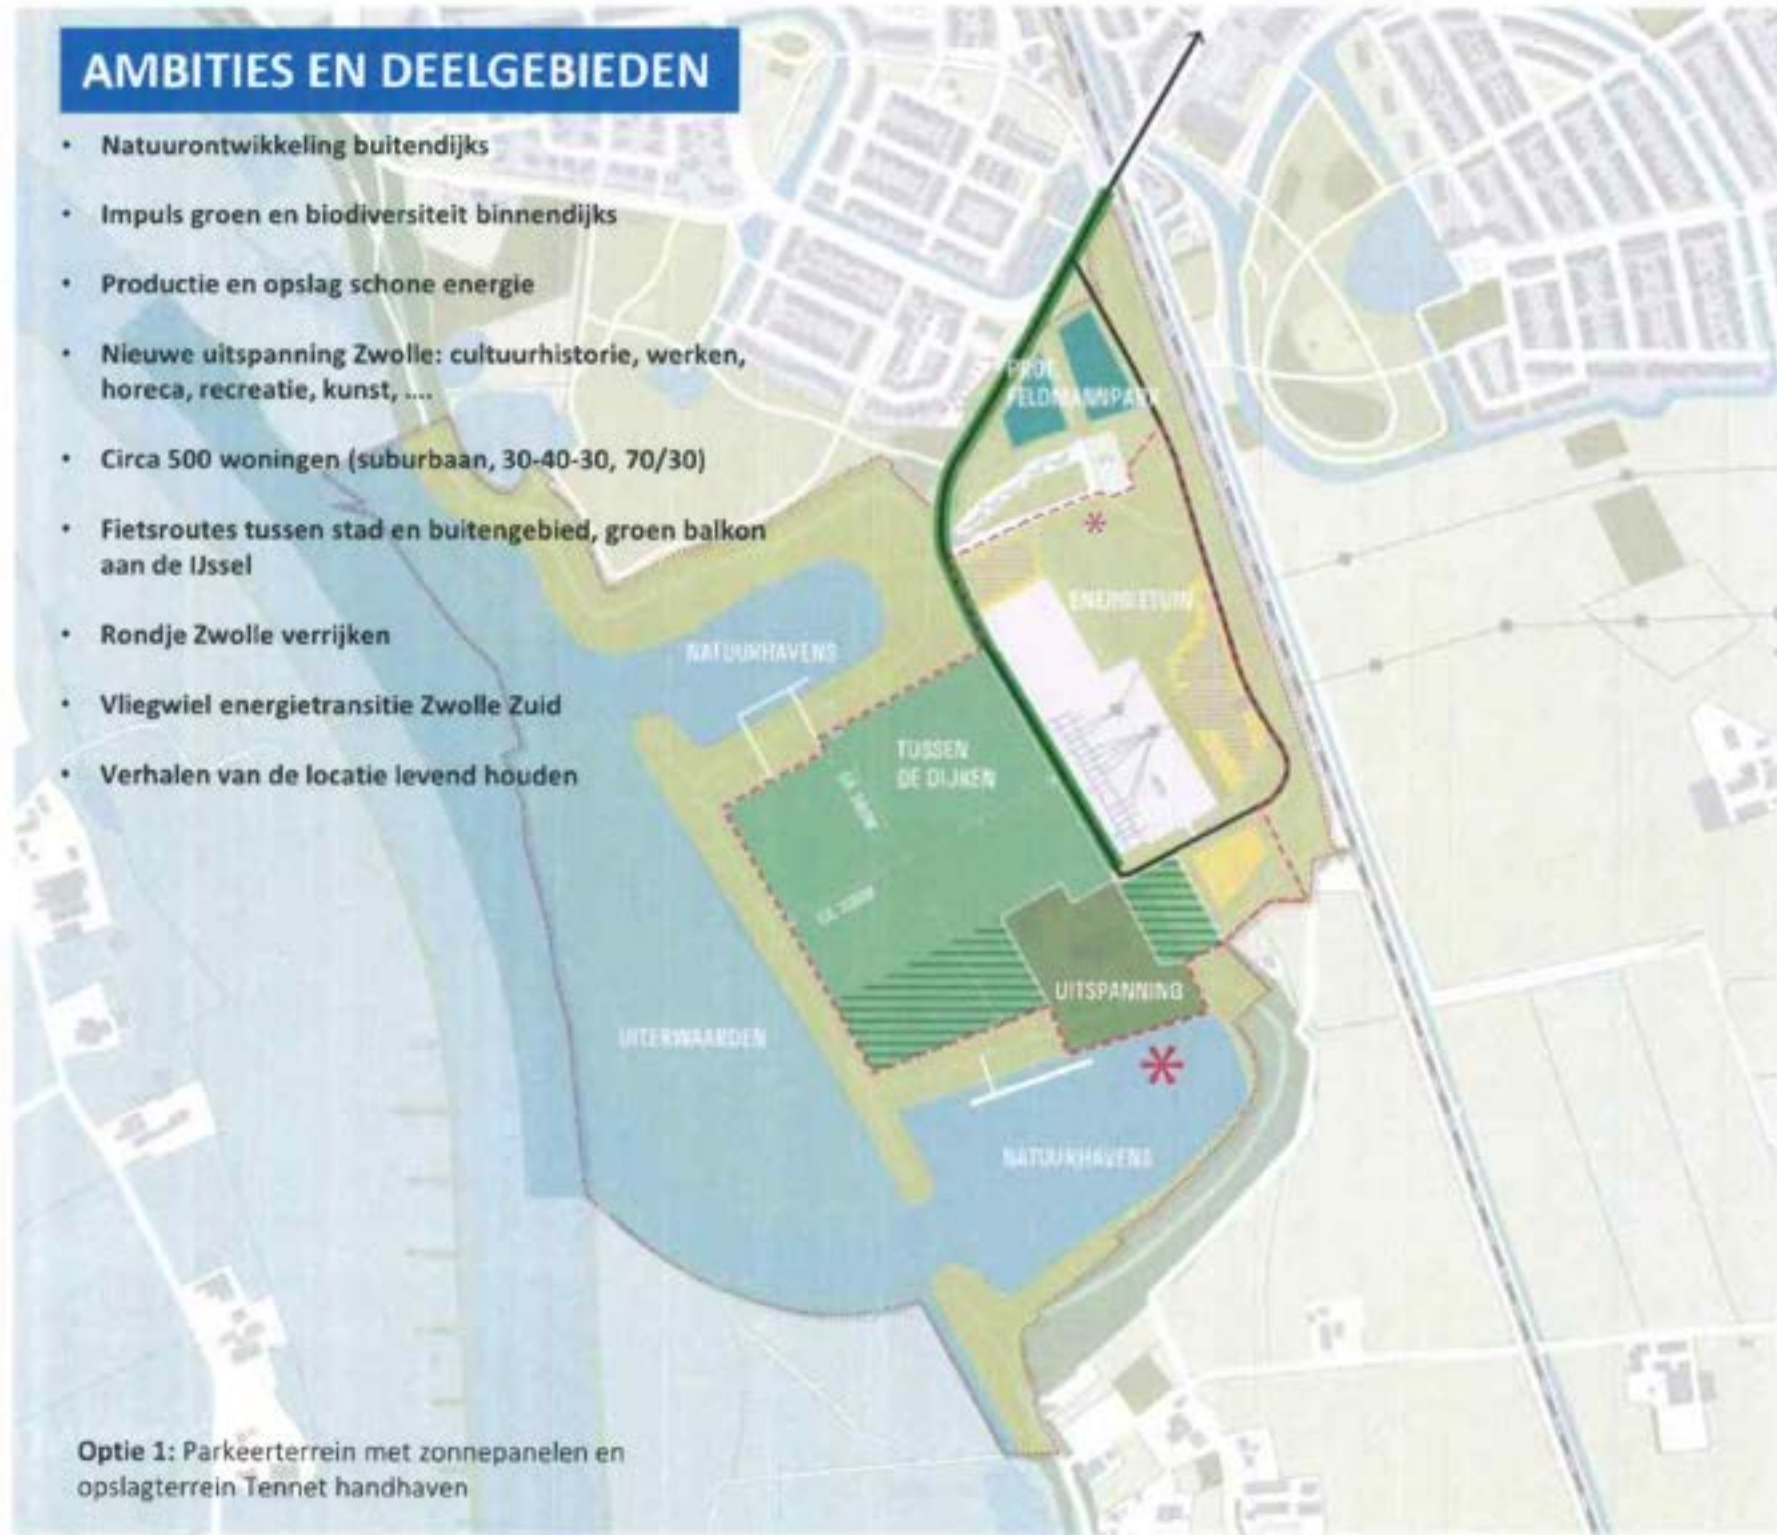 AMBITIES EN DEELGEBIEDEN
• Natuurontwikkeling buitendijks
• Impuls groen en biodiversiteit binnendijks
• Productie en opslag schone energie
• Nieuwe uitspanning Zwolle: cultuurhistorie, werken,
horeca, recreatie, kunst, ....
• Circa 500 woningen (suburbaan, 30-40-30, 70/30)
• Fietsroutes tussen stad en buitengebied, groen balkon
aan de IJssel
• Rondje Zwolle verrijken
• Vliegwiel energietransitie Zwolle Zuid
• Verhalen van de locatie levend houden
PROF.
FELDMANNPARK
ENERGIETUIN
NATUURHAVENS
TUSSEN
DE DIJKEN
UITSPANNING
UITERWAARDEN
NATUURHAVENS
Optie 1: Parkeerterrein met zonnepanelen en
opslagterrein Tennet handhaven